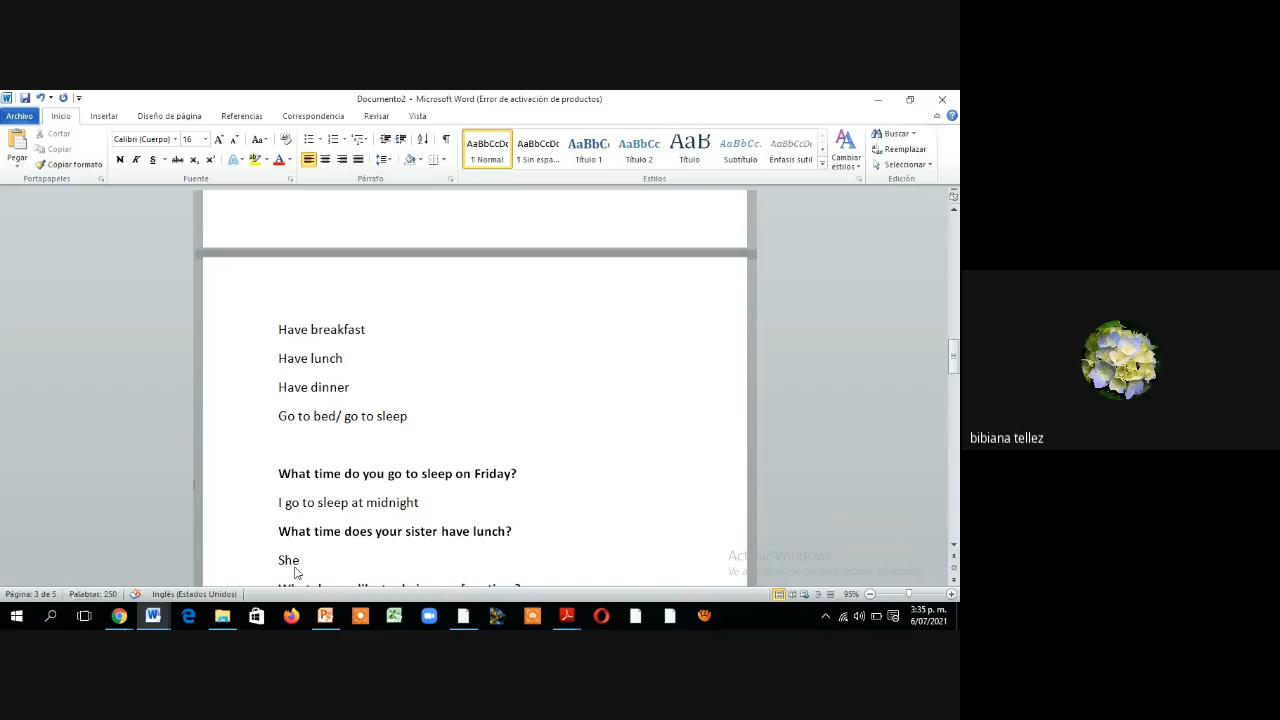 Documento2 - Microsoft Word (Error de activación de productos)
Archivo Inicio Insertar Diseño de página Referencias Correspondencia Revisar Vista
Pegar
Cortar
Copiar
Copiar formato
Portapapeles
Calibri (Cuerpo) 16
Fuente
Párrafo
AaBbCcDc AaBbCcDc AaBbC AaBbCc AaB AaBbCc. AaBbCcDc
¶ Normal ¶ Sin espa... Título 1 Título 2 Título Subtítulo Énfasis sutil
Cambiar estilos
Estilos
Buscar
Reemplazar
Seleccionar
Edición
Have breakfast
Have lunch
Have dinner
Go to bed/ go to sleep
What time do you go to sleep on Friday?
I go to sleep at midnight
What time does your sister have lunch?
She
Activar Windows
Página: 3 de 5 Palabras: 250 Inglés (Estados Unidos) 95%
3:35 p. m.
6/07/2021
bibiana tellez